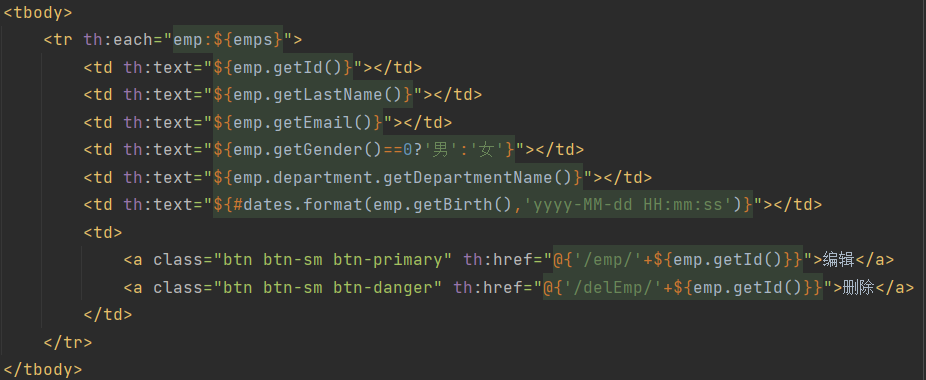 <tbody>
<tr th:each="emp:${emps}">
<td th:text="${emp.getId()}"></td>
<td th:text="${emp.getLastName()}"></td>
<td th:text="${emp.getEmail()}"></td>
<td th:text="${emp.getGender()==0?'男':'女'}"></td>
<td th:text="${emp.department.getDepartmentName()}"></td>
<td th:text="${#dates.format(emp.getBirth(),'yyyy-MM-dd HH:mm:ss')}"></td>
<td>
<a class="btn btn-sm btn-primary" th:href="@{'/emp/'+${emp.getId()}}">编辑</a>
<a class="btn btn-sm btn-danger" th:href="@{'/delEmp/'+${emp.getId()}}">删除</a>
</td>
</tr>
</tbody>